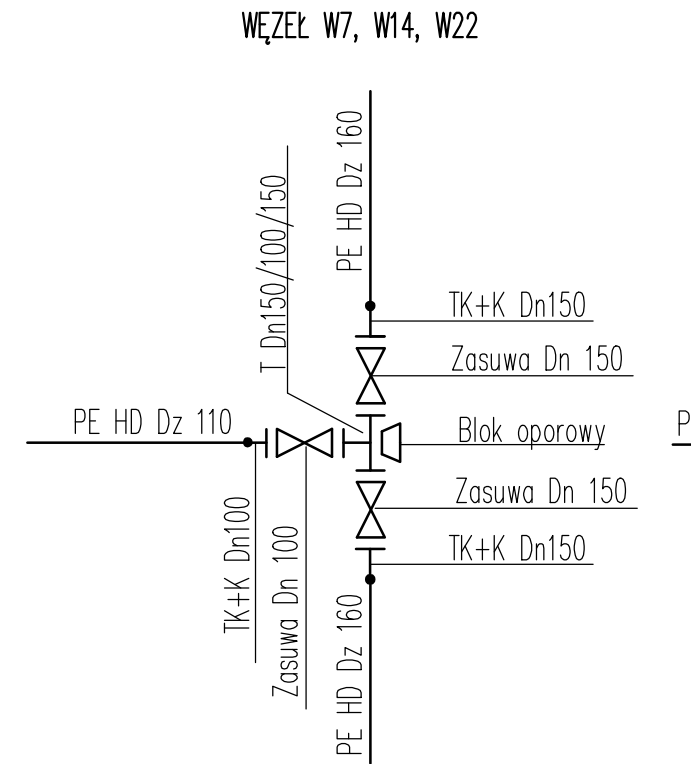 WĘZEŁ W7, W14, W22
PE HD Dz 160
T Dn150/100/150
TK+K Dn150
Zasuwa Dn 150
PE HD Dz 110
Blok oporowy
P
Zasuwa Dn 150
TK+K Dn100
Zasuwa Dn 100
TK+K Dn150
PE HD Dz 160